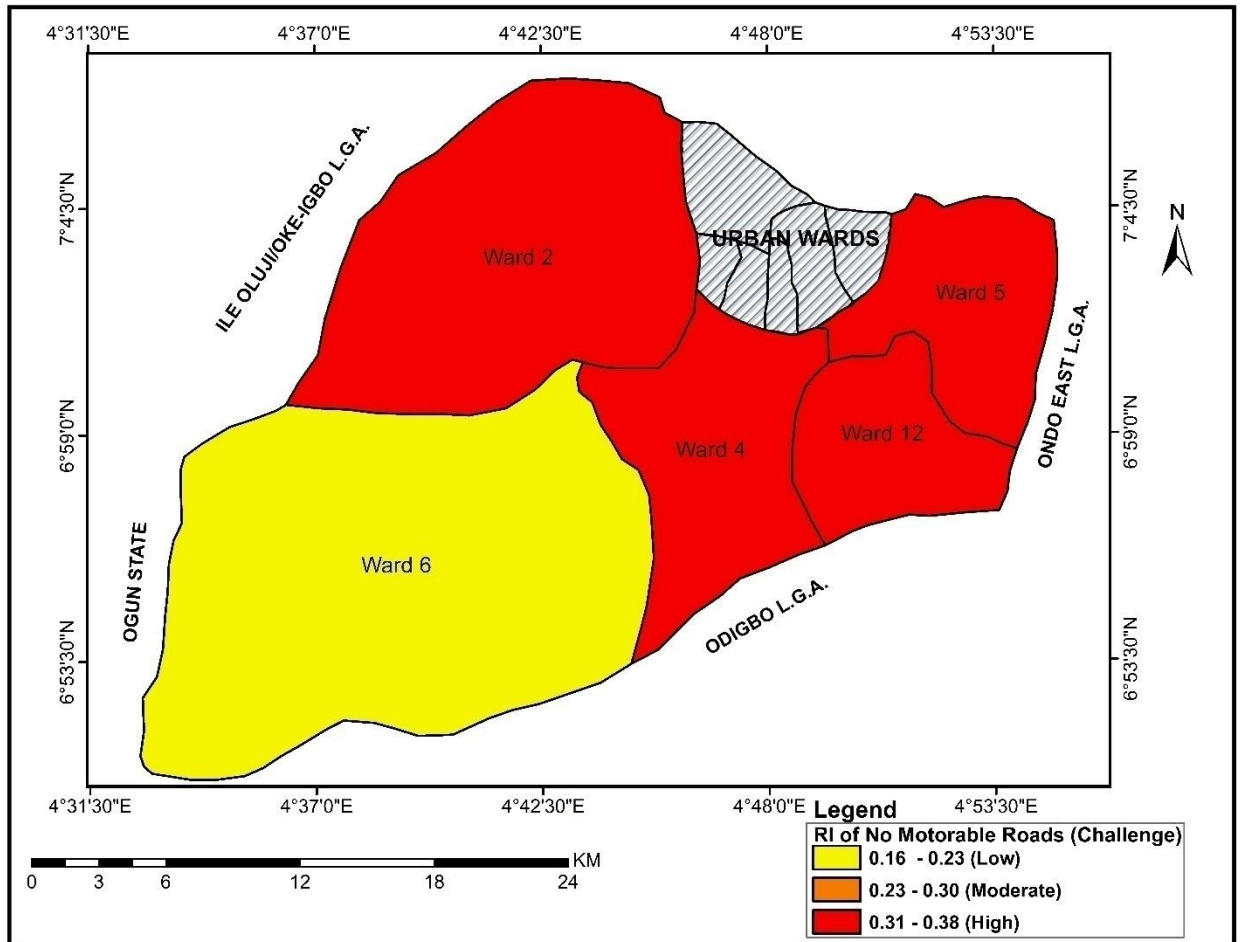 4°31'30"E 4°37'0"E 4°42'30"E 4°48'0"E 4°53'30"E
N
7°4'30"N
7°4'30"N
ILE OLUJI/OKE-IGBO L.G.A.
URBAN WARDS
Ward 2
Ward 5
ONDO EAST L.G.A.
6°59'0"N
6°59'0"N
Ward 4
Ward 12
Ward 6
OGUN STATE
ODIGBO L.G.A.
6°53'30"N
6°53'30"N
4°31'30"E 4°37'0"E 4°42'30"E 4°48'0"E 4°53'30"E
Legend
RI of No Motorable Roads (Challenge)
0.16 - 0.23 (Low)
0.23 - 0.30 (Moderate)
0.31 - 0.38 (High)
KM
0 3 6 12 18 24